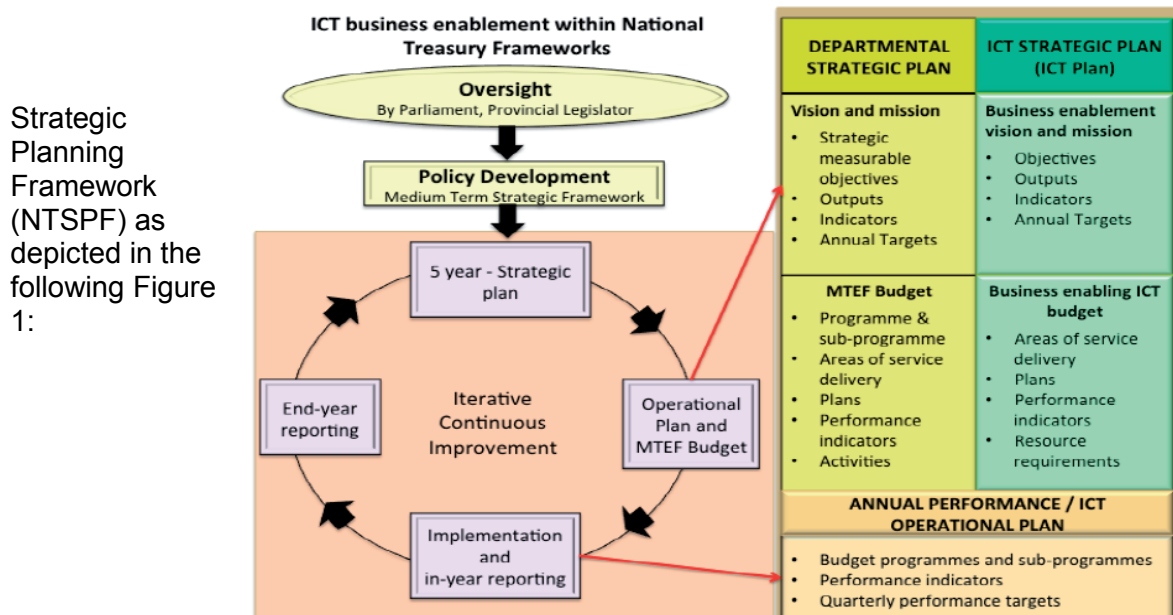 Strategic
Planning
Framework
(NTSPF) as
depicted in the
following Figure
1:
ICT business enablement within National
Treasury Frameworks
Oversight
By Parliament, Provincial Legislator
Policy Development
Medium Term Strategic Framework
5 year - Strategic
plan
Operational
Plan and
MTEF Budget
Implementation
and
in-year reporting
End-year
reporting
Iterative
Continuous
Improvement
DEPARTMENTAL
STRATEGIC PLAN
Vision and mission
• Strategic
measurable
objectives
• Outputs
• Indicators
• Annual Targets
MTEF Budget
• Programme &
sub-programme
• Areas of service
delivery
• Plans
• Performance
indicators
• Activities
ICT STRATEGIC PLAN
(ICT Plan)
Business enablement
vision and mission
• Objectives
• Outputs
• Indicators
• Annual Targets
Business enabling ICT
budget
• Areas of service
delivery
• Plans
• Performance
indicators
• Resource
requirements
ANNUAL PERFORMANCE / ICT
OPERATIONAL PLAN
• Budget programmes and sub-programmes
• Performance indicators
• Quarterly performance targets